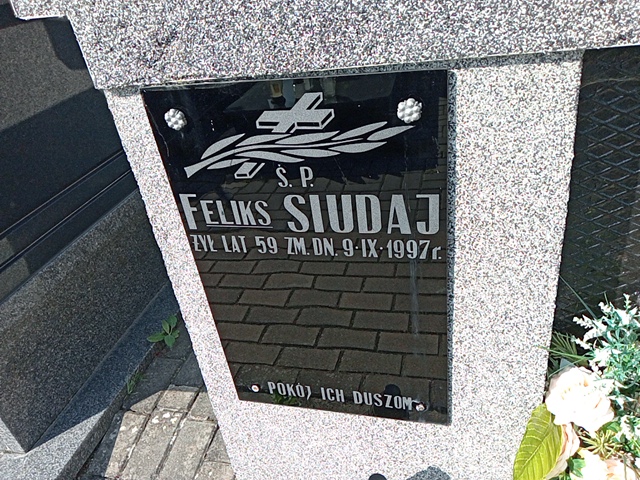 Ś. P.
FELIKS SIUDAJ
ŻYŁ LAT 59 ZM. DN. 9·IX·1997r.
POKÓJ ICH DUSZOM